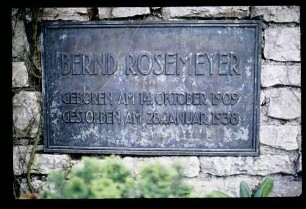 BERND ROSEMEYER
GEBOREN AM 14. OKTOBER 1909
GESTORBEN AM 28. JANUAR 1938